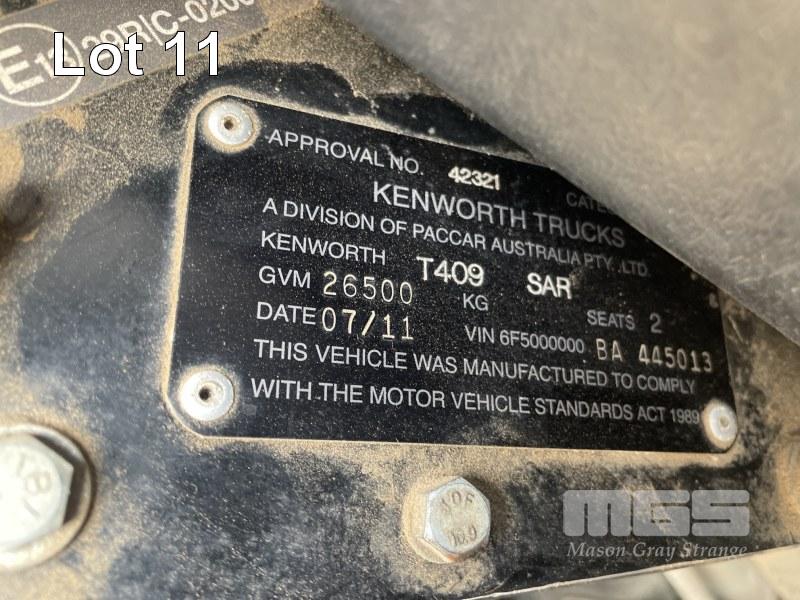 Lot 11
E
APPROVAL NO. 42321
KENWORTH TRUCKS
A DIVISION OF PACCAR AUSTRALIA PTY. LTD.
KENWORTH T409 SAR
GVM 26500 KG SEATS 2
DATE 07/11 VIN 6F5000000 BA 445013
THIS VEHICLE WAS MANUFACTURED TO COMPLY
WITH THE MOTOR VEHICLE STANDARDS ACT 1989
MGS
Mason Gray Strange